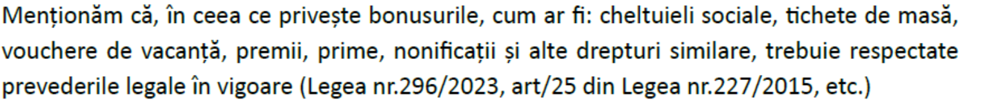 Menționăm că, în ceea ce privește bonusurile, cum ar fi: cheltuieli sociale, tichete de masă,
vouchere de vacanță, premii, prime, nonificații și alte drepturi similare, trebuie respectate
prevederile legale în vigoare (Legea nr.296/2023, art/25 din Legea nr.227/2015, etc.)